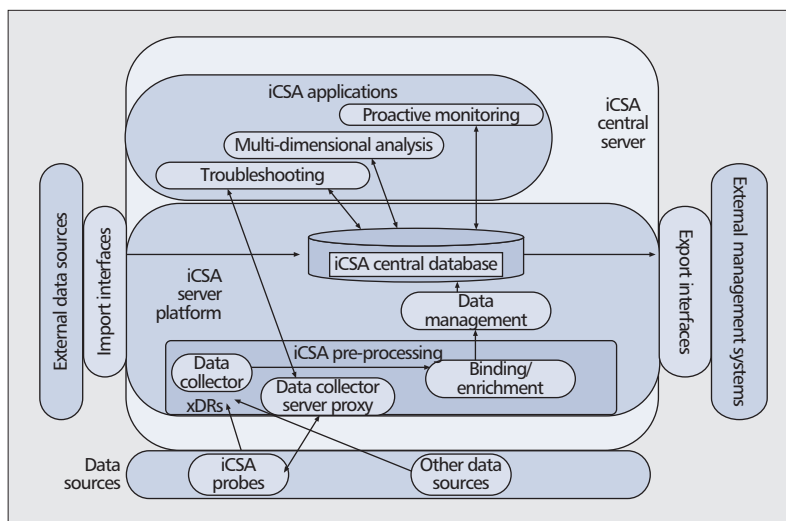 iCSA applications
Proactive monitoring
Multi-dimensional analysis
Troubleshooting
iCSA
central
server
External data sources
Import interfaces
iCSA
server
platform
iCSA central database
Data
management
Export interfaces
External management systems
iCSA pre-processing
Data
collector
xDRs
Data collector
server proxy
Binding/
enrichment
Data
sources
iCSA
probes
Other data
sources